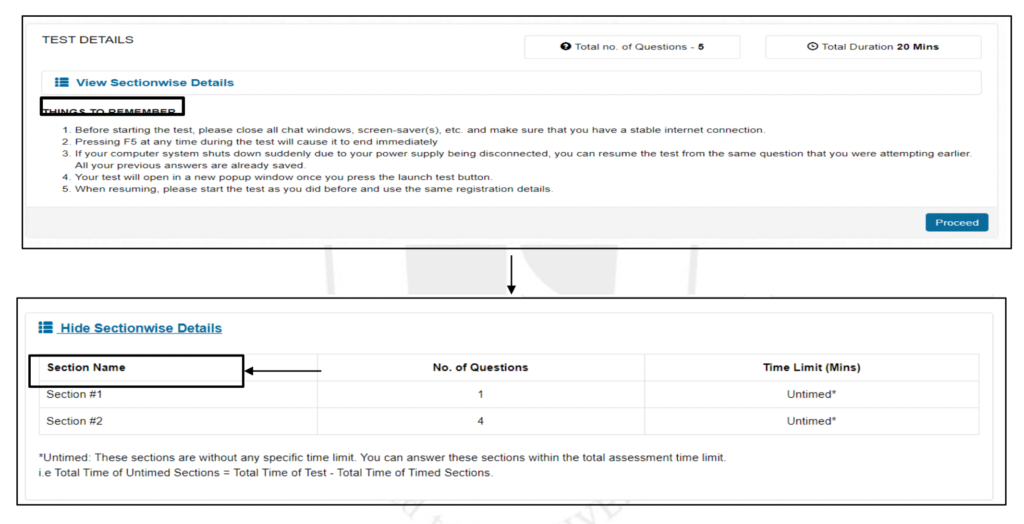 TEST DETAILS
Total no. of Questions - 5
Total Duration 20 Mins
View Sectionwise Details
THINGS TO REMEMBER
1. Before starting the test, please close all chat windows, screen-saver(s), etc. and make sure that you have a stable internet connection.
2. Pressing F5 at any time during the test will cause it to end immediately
3. If your computer system shuts down suddenly due to your power supply being disconnected, you can resume the test from the same question that you were attempting earlier.
All your previous answers are already saved.
4. Your test will open in a new popup window once you press the launch test button.
5. When resuming, please start the test as you did before and use the same registration details.
Proceed
Hide Sectionwise Details
Section Name No. of Questions Time Limit (Mins)
Section #1 1 Untimed*
Section #2 4 Untimed*
*Untimed: These sections are without any specific time limit. You can answer these sections within the total assessment time limit.
i.e Total Time of Untimed Sections = Total Time of Test - Total Time of Timed Sections.